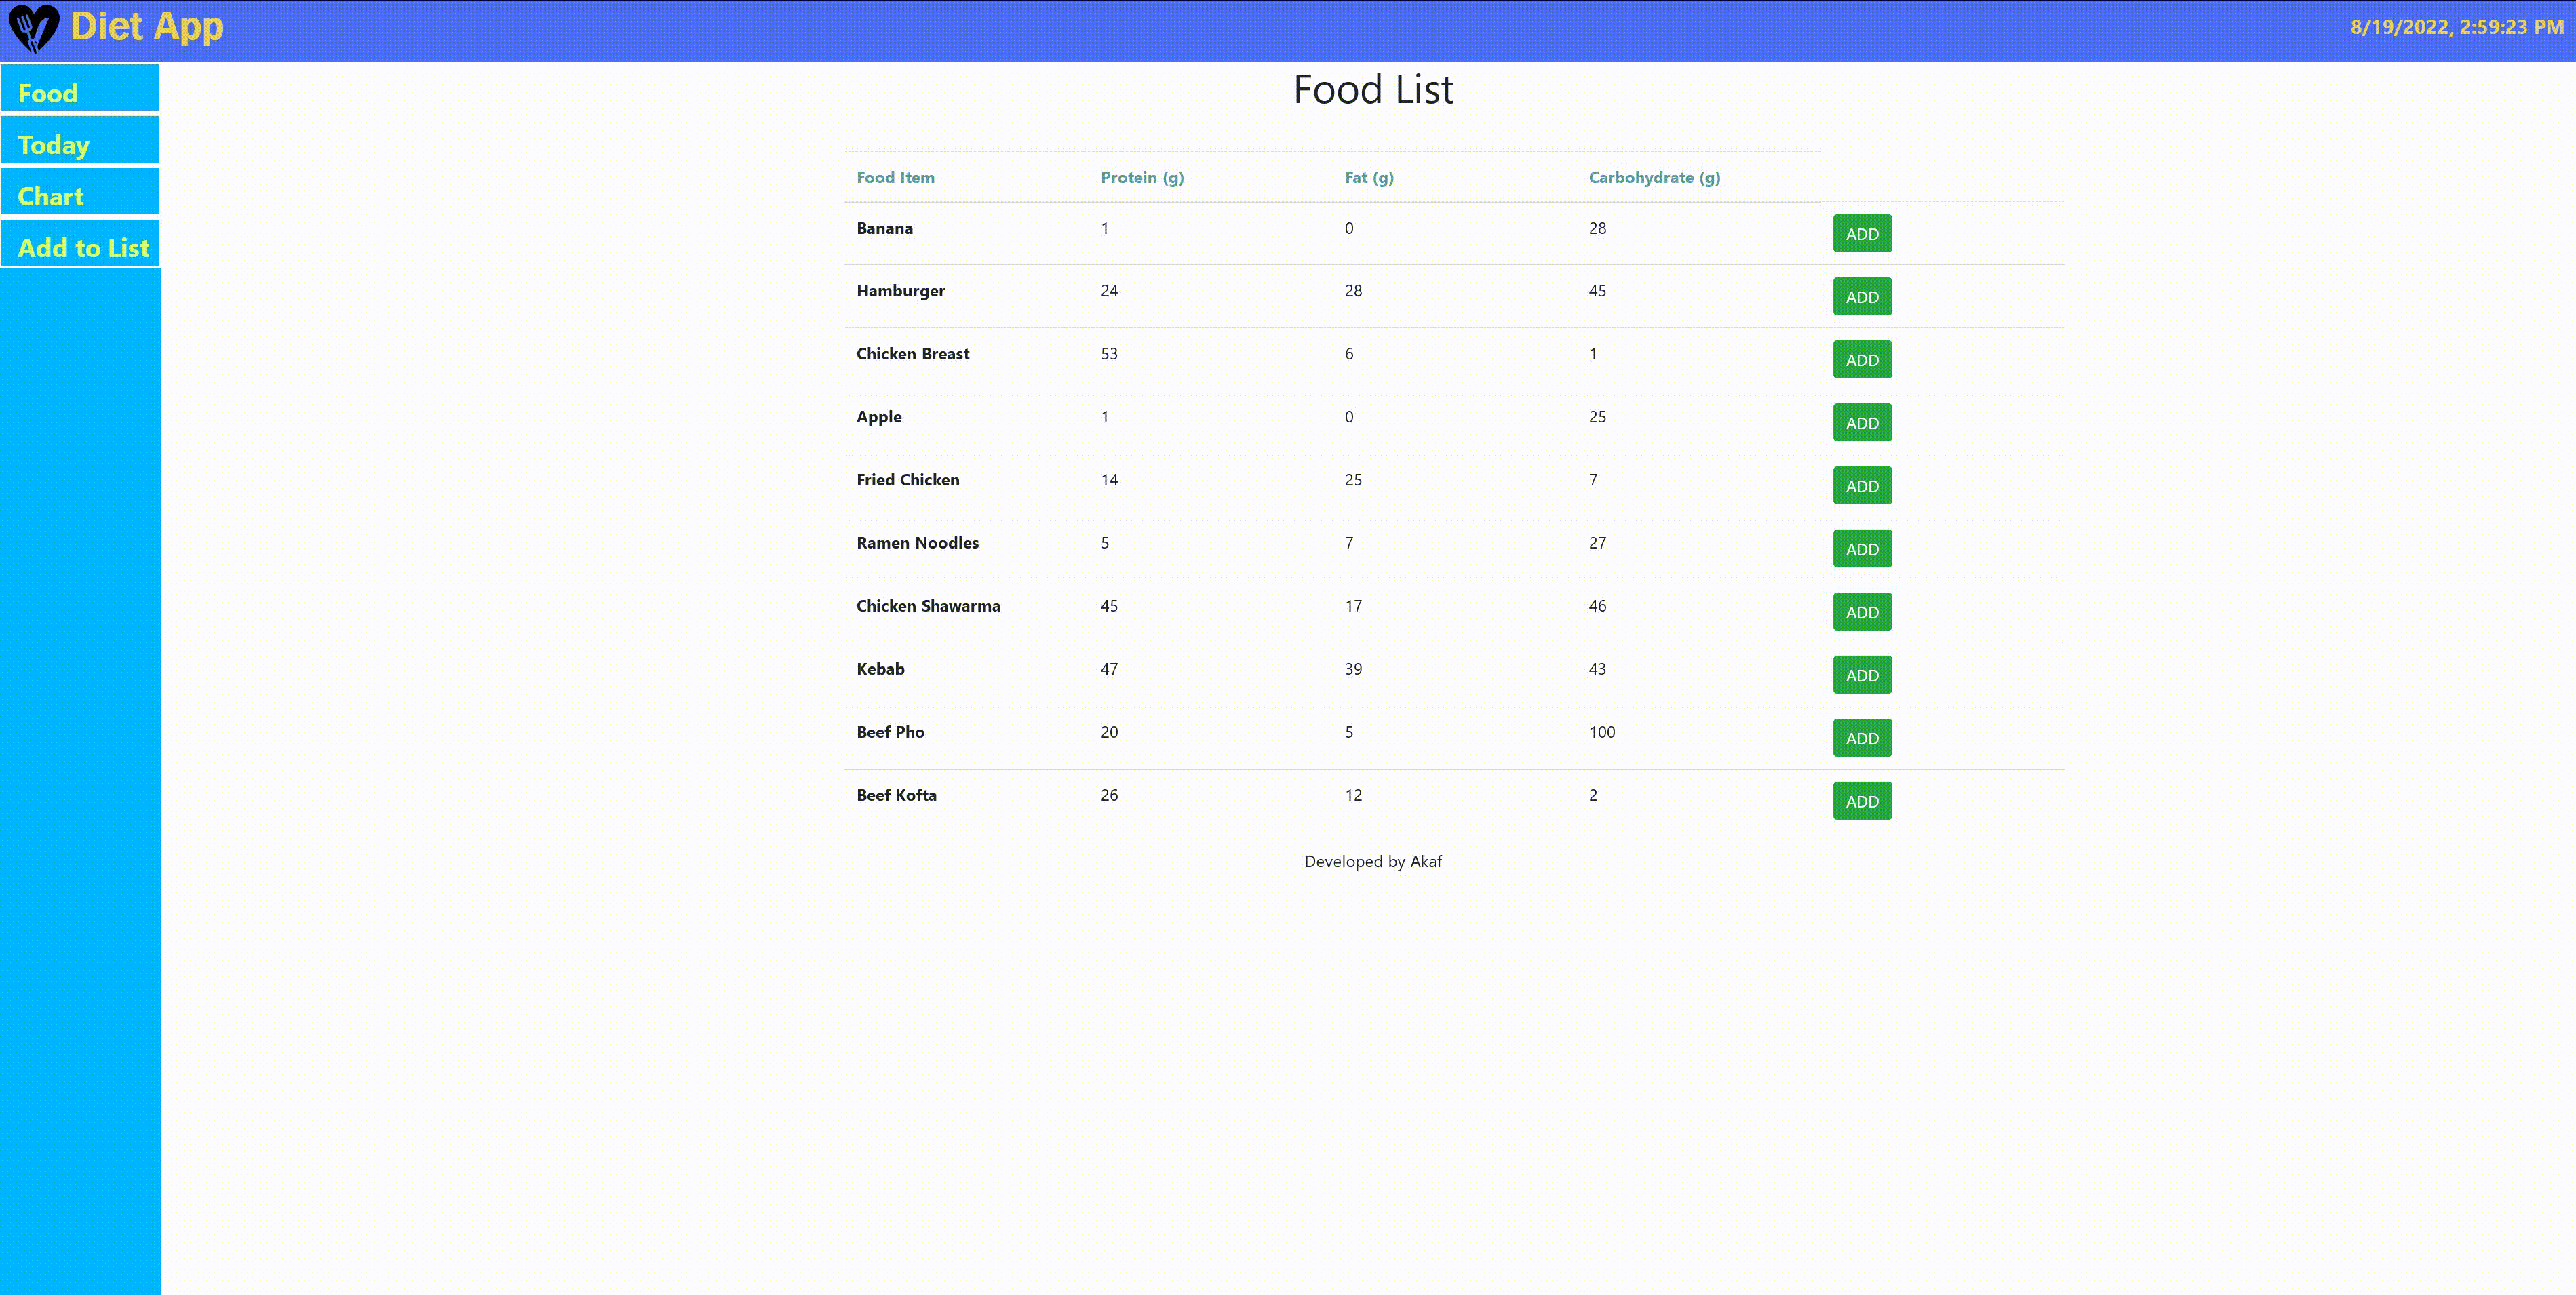 Diet App
8/19/2022, 2:59:23 PM
Food
Today
Chart
Add to List
Food List
Food Item Protein (g) Fat (g) Carbohydrate (g)
Banana 1 0 28 ADD
Hamburger 24 28 45 ADD
Chicken Breast 53 6 1 ADD
Apple 1 0 25 ADD
Fried Chicken 14 25 7 ADD
Ramen Noodles 5 7 27 ADD
Chicken Shawarma 45 17 46 ADD
Kebab 47 39 43 ADD
Beef Pho 20 5 100 ADD
Beef Kofta 26 12 2 ADD
Developed by Akaf